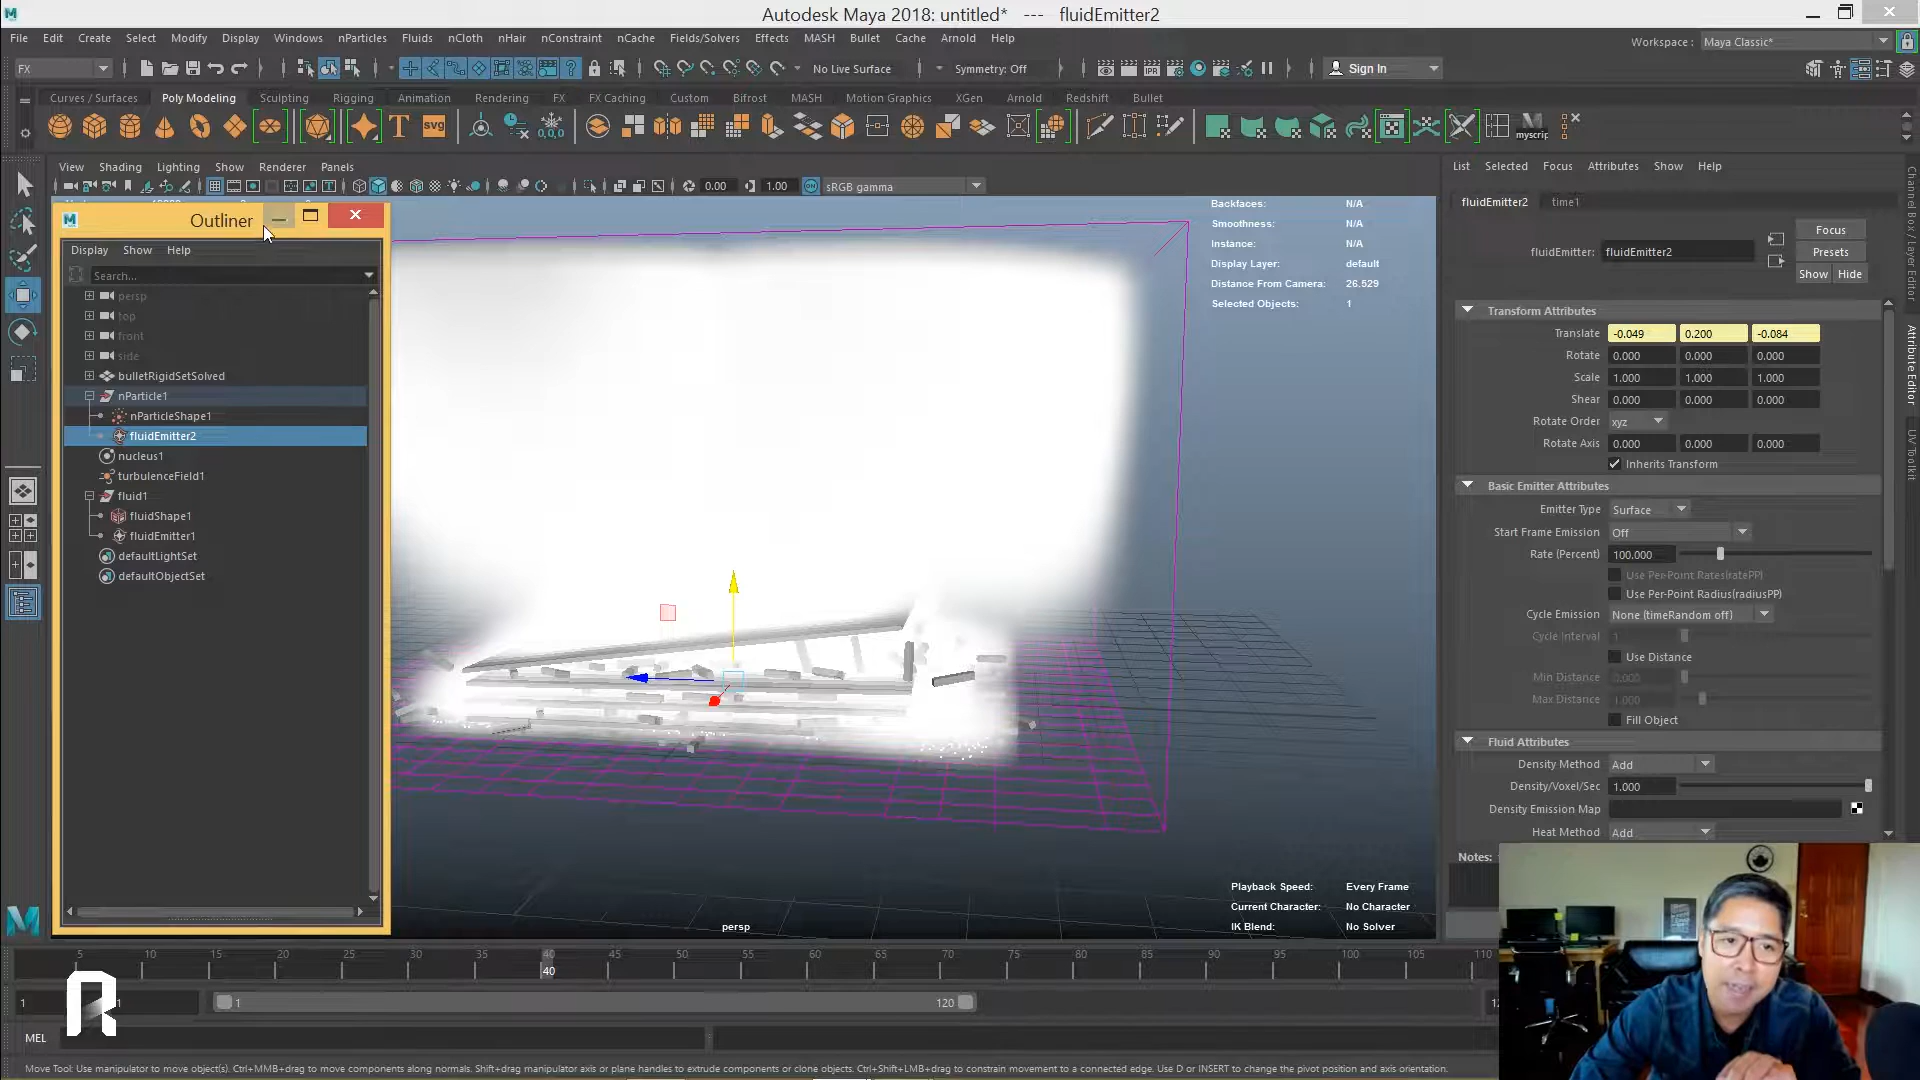 Autodesk Maya 2018: untitled*   ---   fluidEmitter2
File Edit Create Select Modify Display Windows nParticles Fluids nCloth nHair nConstraint nCache Fields/Solvers Effects MASH Bullet Cache Arnold Help
Workspace : Maya Classic*
FX No Live Surface Symmetry: Off Sign In
Curves / Surfaces Poly Modeling Sculpting Rigging Animation Rendering FX FX Caching Custom Bifrost MASH Motion Graphics XGen Arnold Redshift Bullet
View Shading Lighting Show Renderer Panels
0.00 1.00 sRGB gamma
List Selected Focus Attributes Show Help
fluidEmitter2 time1
Focus
fluidEmitter: fluidEmitter2 Presets
Show Hide
Outliner
Display Show Help
Search...
persp
top
front
side
bulletRigidSetSolved
nParticle1
nParticleShape1
fluidEmitter2
nucleus1
turbulenceField1
fluid1
fluidShape1
fluidEmitter1
defaultLightSet
defaultObjectSet
Backfaces: N/A
Smoothness: N/A
Instance: N/A
Display Layer: default
Distance From Camera: 26.529
Selected Objects: 1
Transform Attributes
Translate -0.049 0.200 -0.084
Rotate 0.000 0.000 0.000
Scale 1.000 1.000 1.000
Shear 0.000 0.000 0.000
Rotate Order xyz
Rotate Axis 0.000 0.000 0.000
Inherits Transform
Basic Emitter Attributes
Emitter Type Surface
Start Frame Emission Off
Rate (Percent) 100.000
Use Per-Point Rates(ratePP)
Use Per-Point Radius(radiusPP)
Cycle Emission None (timeRandom off)
Cycle Interval 1
Use Distance
Min Distance 0.000
Max Distance 1.000
Fill Object
Fluid Attributes
Density Method Add
Density/Voxel/Sec 1.000
Density Emission Map
Heat Method Add
Notes:
Channel Box / Layer Editor
Attribute Editor
UV Toolkit
Playback Speed: Every Frame
Current Character: No Character
IK Blend: No Solver
persp
5 10 15 20 25 30 35 40 45 50 55 60 65 70 75 80 85 90 95 100 105 110
40
1 1 1 120 12
MEL
Move Tool: Use manipulator to move object(s). Ctrl+MMB+drag to move components along normals. Shift+drag manipulator axis or plane handles to extrude components or clone objects. Ctrl+Shift+LMB+drag to constrain movement to a connected edge. Use D or INSERT to change the pivot position and axis orientation.